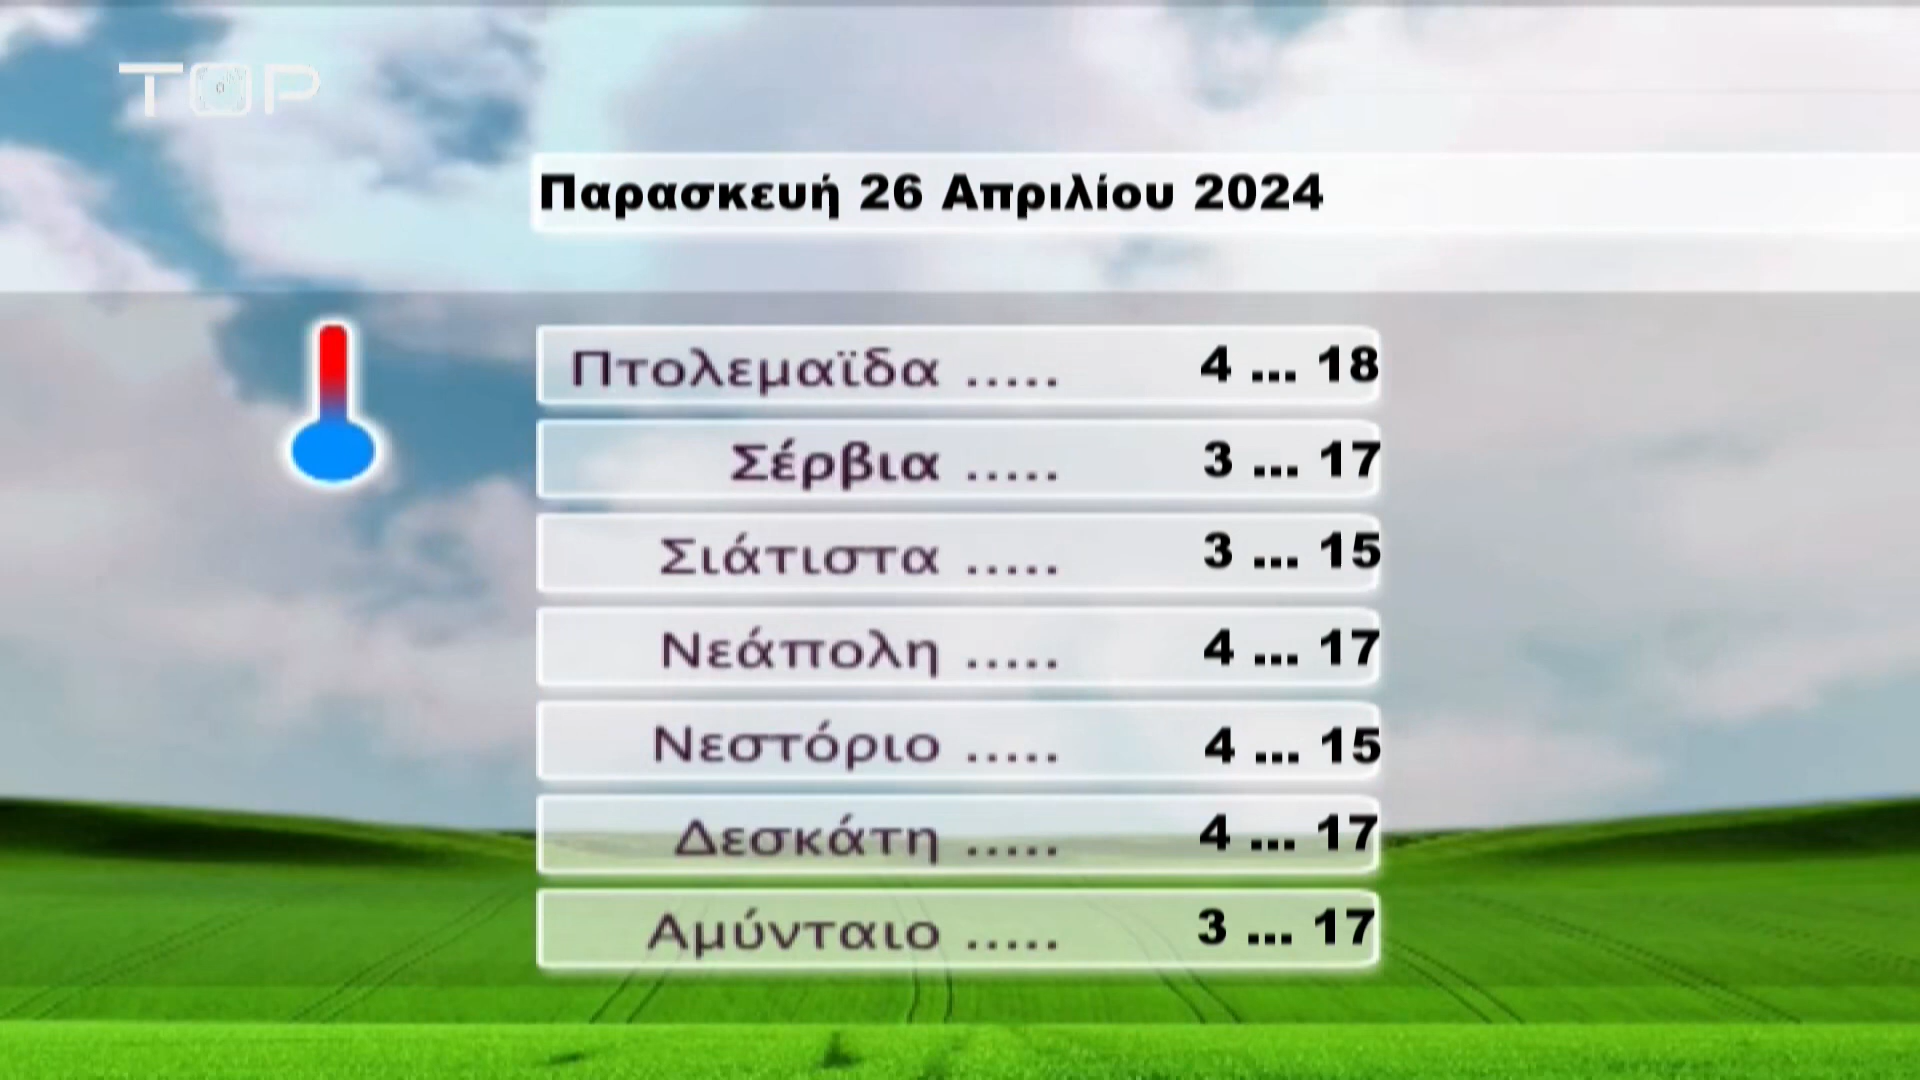 TOP
Παρασκευή 26 Απριλίου 2024
Πτολεμαΐδα ..... 4 ... 18
Σέρβια ..... 3 ... 17
Σιάτιστα ..... 3 ... 15
Νεάπολη ..... 4 ... 17
Νεστόριο ..... 4 ... 15
Δεσκάτη ..... 4 ... 17
Αμύνταιο ..... 3 ... 17